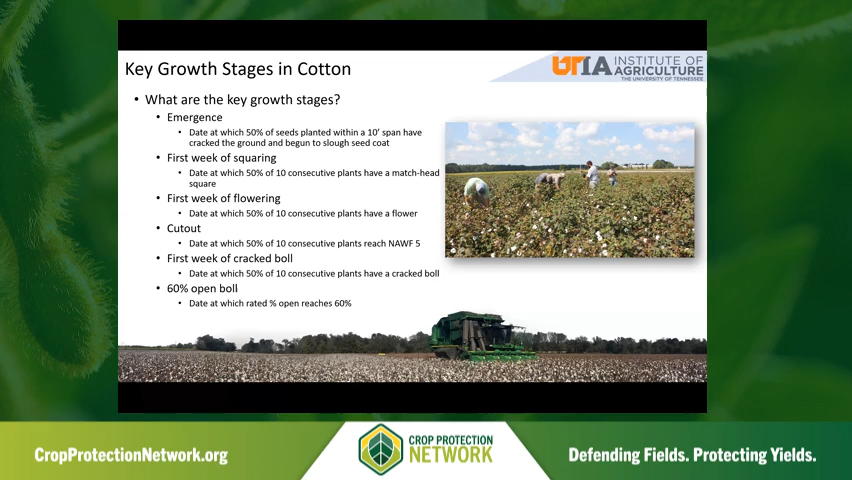 Key Growth Stages in Cotton
UTIA INSTITUTE OF
AGRICULTURE
THE UNIVERSITY OF TENNESSEE
• What are the key growth stages?
• Emergence
• Date at which 50% of seeds planted within a 10' span have
cracked the ground and begun to slough seed coat
• First week of squaring
• Date at which 50% of 10 consecutive plants have a match-head
square
• First week of flowering
• Date at which 50% of 10 consecutive plants have a flower
• Cutout
• Date at which 50% of 10 consecutive plants reach NAWF 5
• First week of cracked boll
• Date at which 50% of 10 consecutive plants have a cracked boll
• 60% open boll
• Date at which rated % open reaches 60%
CropProtectionNetwork.org
CROP PROTECTION
NETWORK
Defending Fields. Protecting Yields.